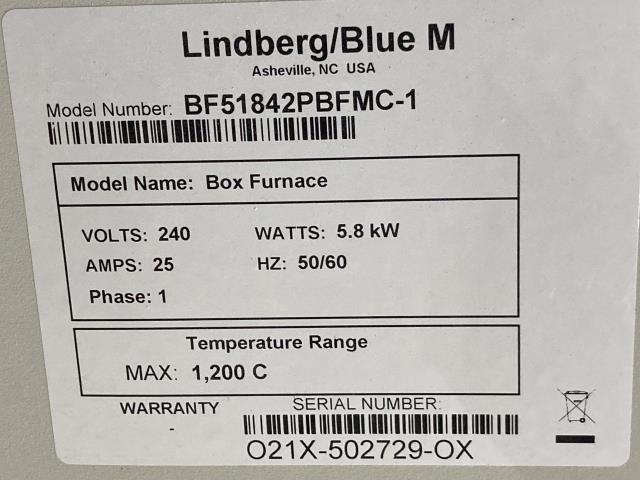 Lindberg/Blue M
Asheville, NC USA
Model Number: BF51842PBFMC-1
Model Name: Box Furnace
VOLTS: 240 WATTS: 5.8 kW
AMPS: 25 HZ: 50/60
Phase: 1
Temperature Range
MAX: 1,200 C
WARRANTY SERIAL NUMBER:
-
O21X-502729-OX